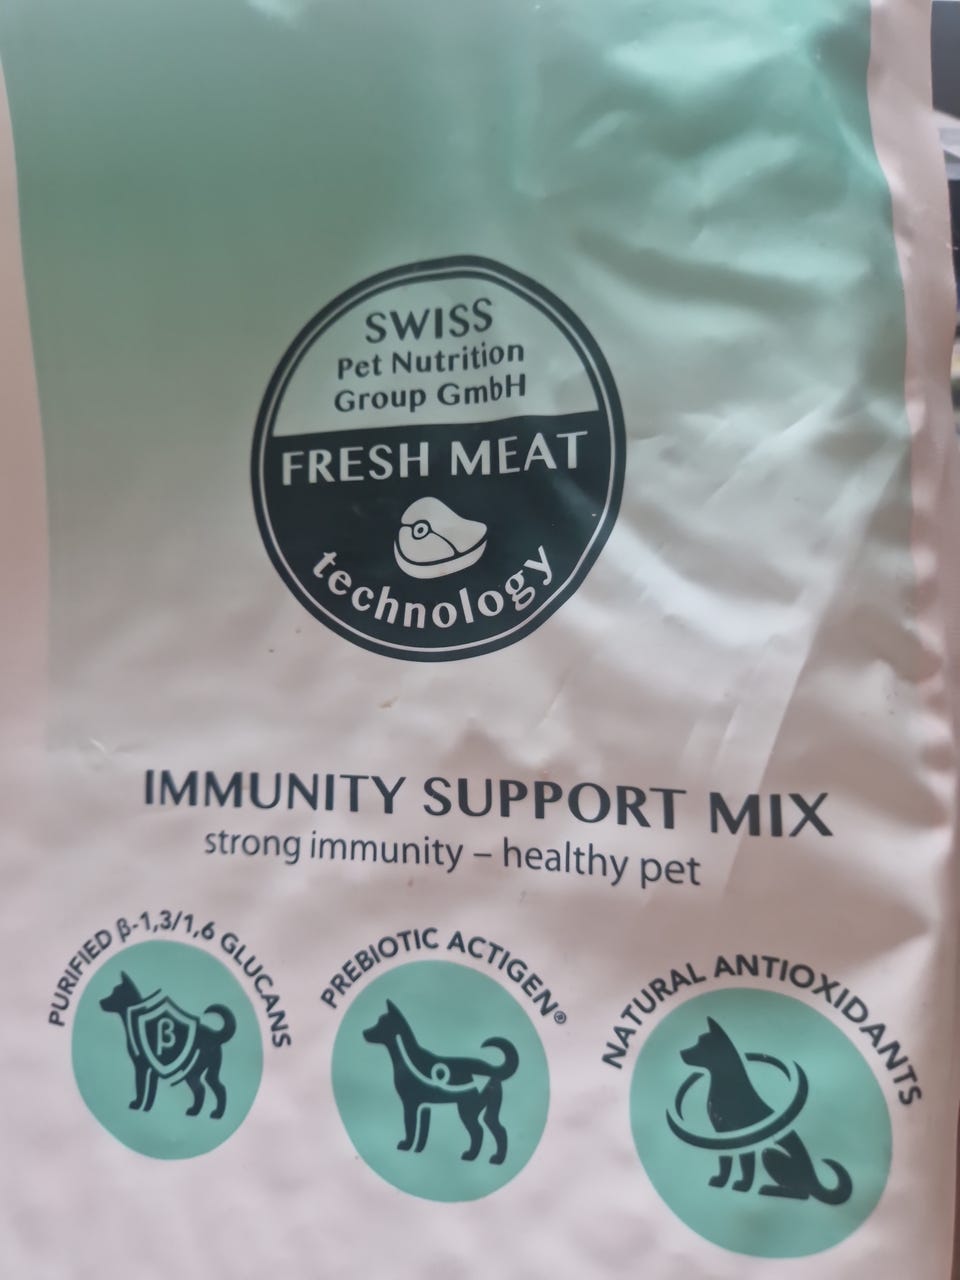 SWISS
Pet Nutrition
Group GmbH
FRESH MEAT
technology
IMMUNITY SUPPORT MIX
strong immunity – healthy pet
PURIFIED β-1,3/1,6 GLUCANS
β
PREBIOTIC ACTIGEN®
NATURAL ANTIOXIDANTS